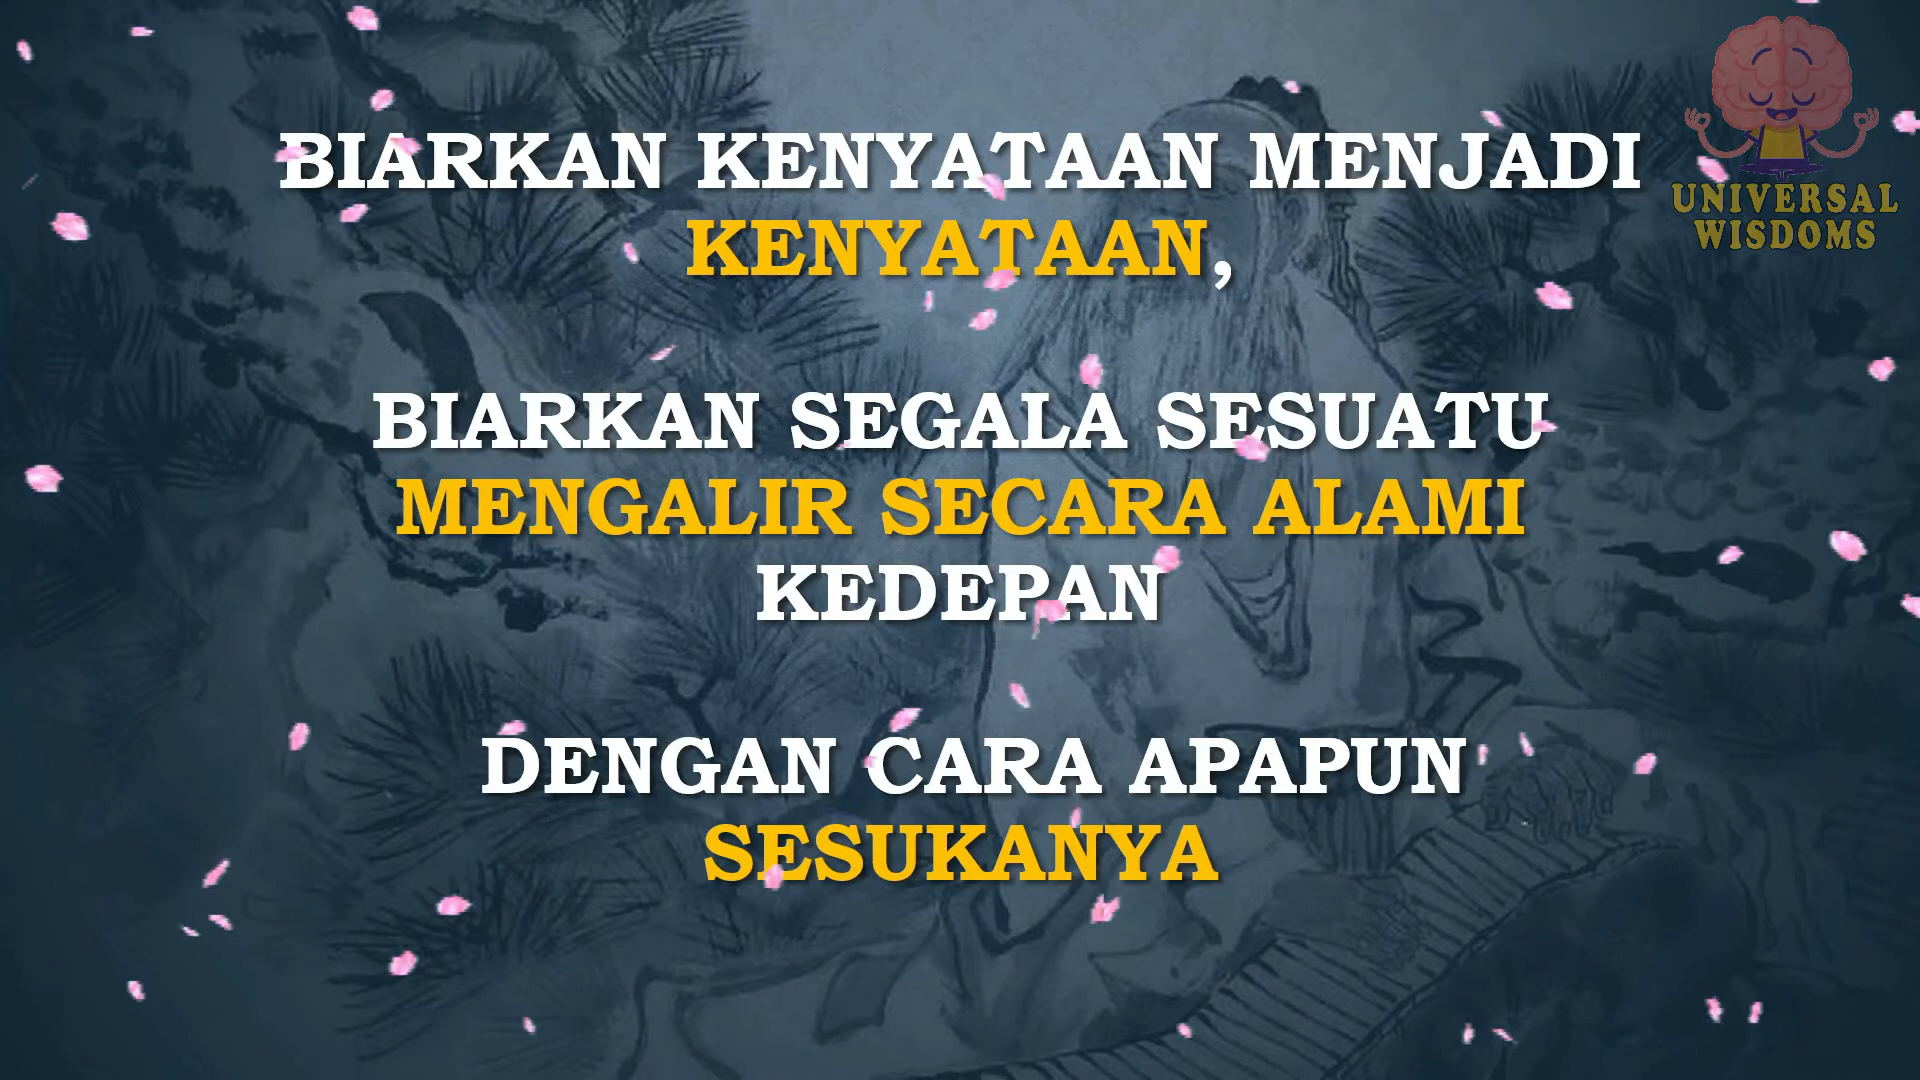 BIARKAN KENYATAAN MENJADI
KENYATAAN,
BIARKAN SEGALA SESUATU
MENGALIR SECARA ALAMI
KEDEPAN
DENGAN CARA APAPUN
SESUKANYA
UNIVERSAL
WISDOMS